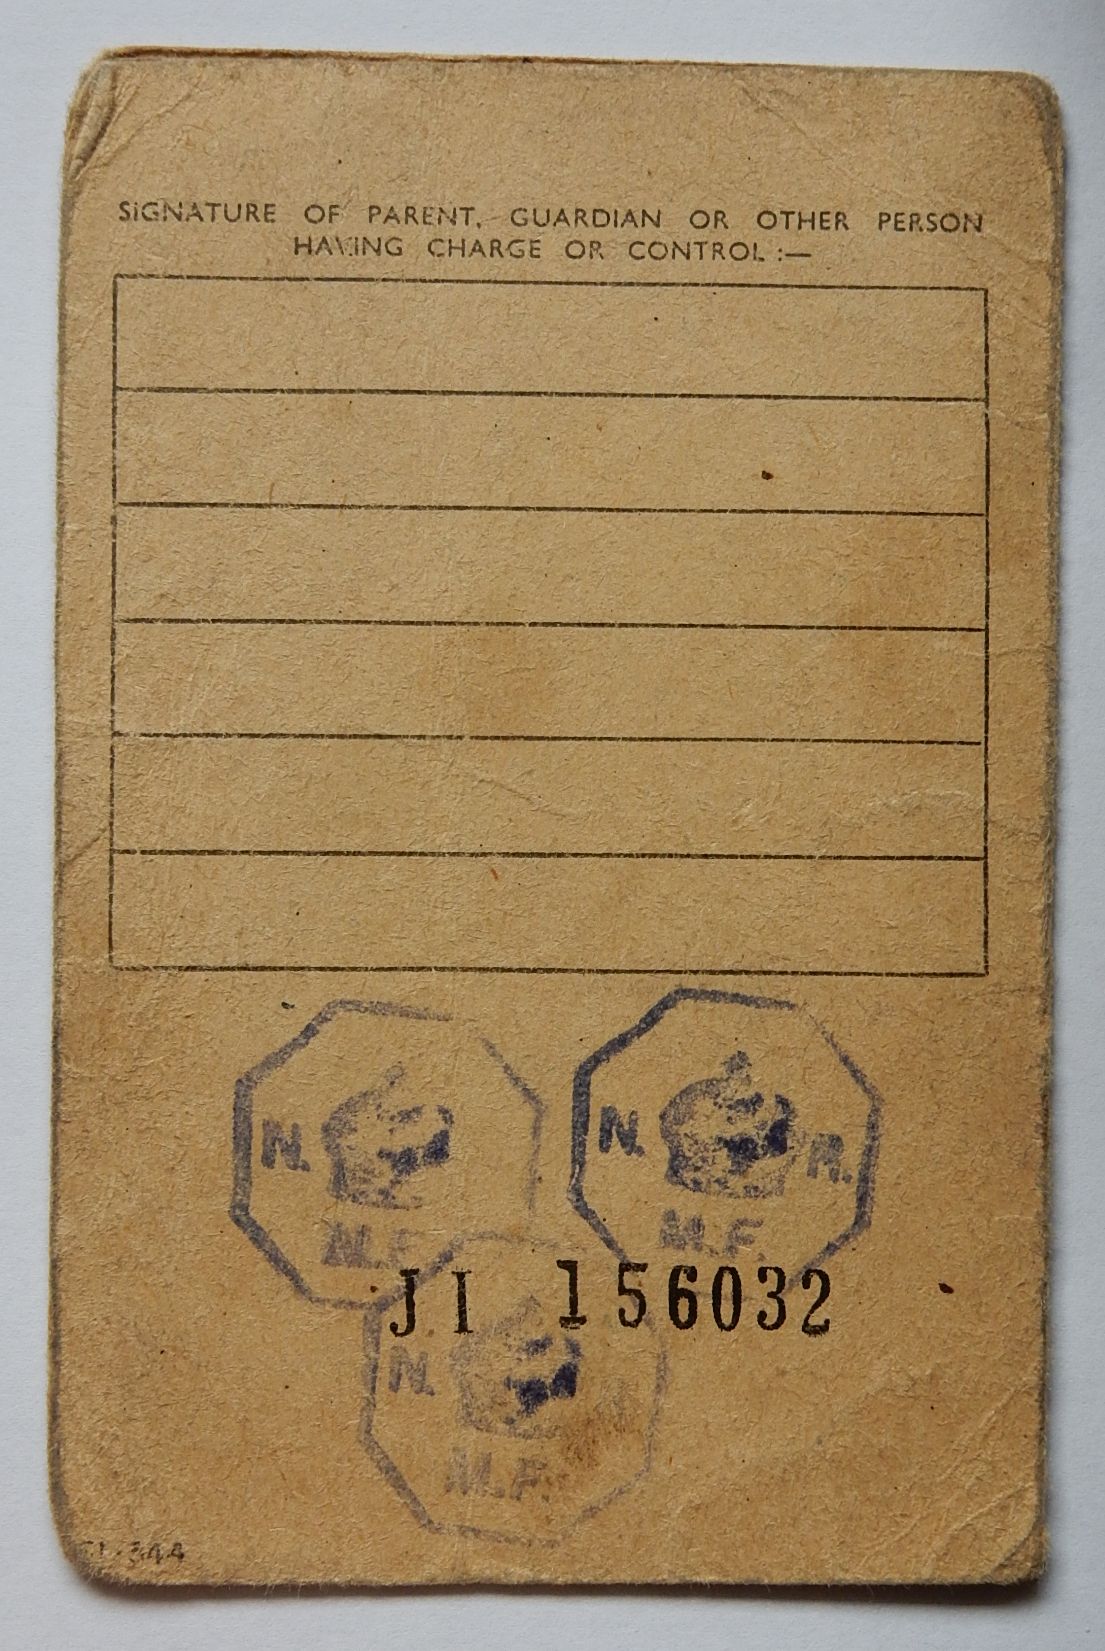 SIGNATURE OF PARENT, GUARDIAN OR OTHER PERSON
HAVING CHARGE OR CONTROL :—
N.
M.F.
N. R.
M.F.
JI 156032
N.
M.F.